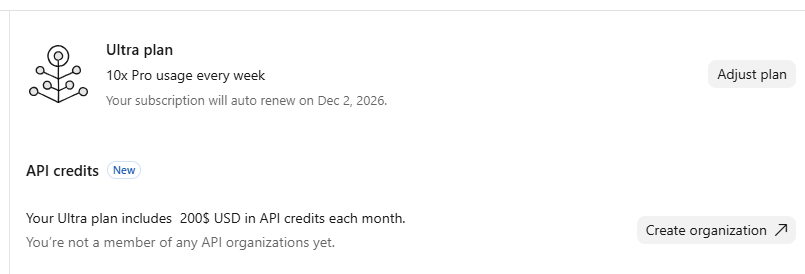 Ultra plan
10x Pro usage every week
Your subscription will auto renew on Dec 2, 2026.
Adjust plan
API credits New
Your Ultra plan includes  200$ USD in API credits each month.
You're not a member of any API organizations yet.
Create organization